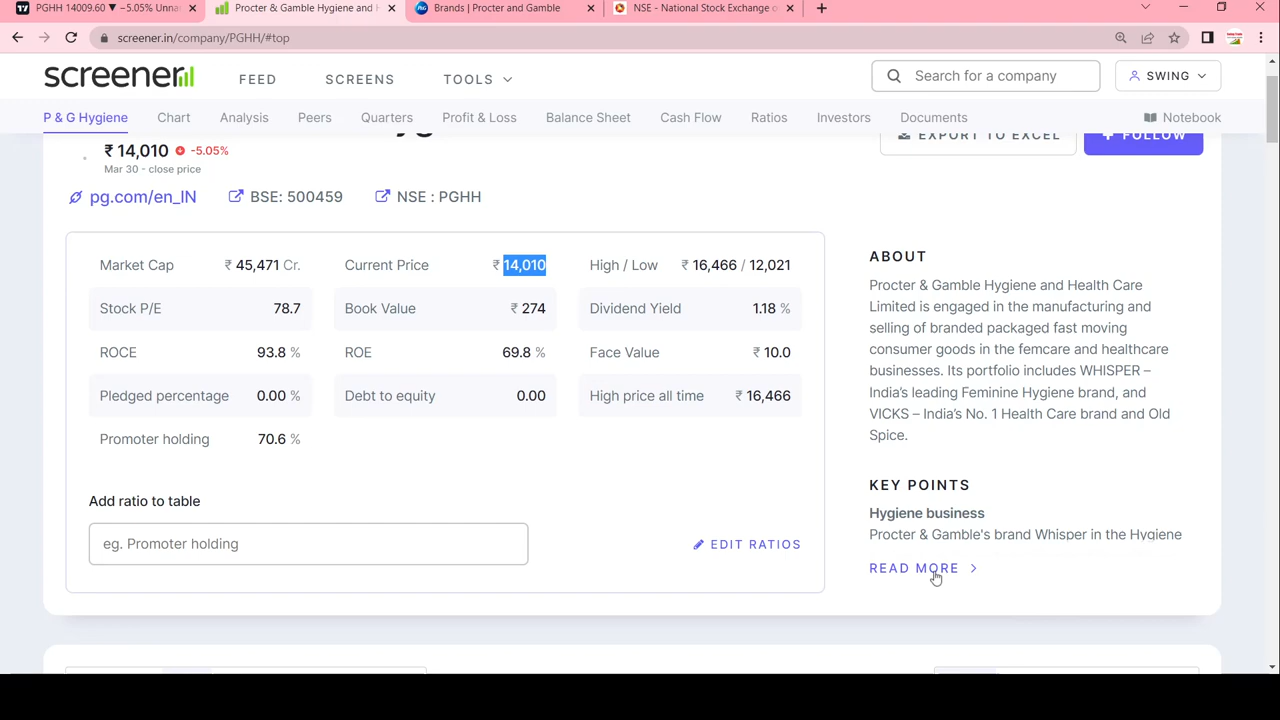 PGHH 14009.60 ▼ −5.05% Unna
Procter & Gamble Hygiene and H
Brands | Procter and Gamble
NSE - National Stock Exchange o
screener.in/company/PGHH/#top
screener
FEED
SCREENS
TOOLS
Search for a company
SWING
P & G Hygiene
Chart
Analysis
Peers
Quarters
Profit & Loss
Balance Sheet
Cash Flow
Ratios
Investors
Documents
Notebook
₹ 14,010 -5.05%
Mar 30 - close price
EXPORT TO EXCEL
+ FOLLOW
pg.com/en_IN
BSE: 500459
NSE : PGHH
Market Cap ₹ 45,471 Cr.
Current Price ₹ 14,010
High / Low ₹ 16,466 / 12,021
Stock P/E 78.7
Book Value ₹ 274
Dividend Yield 1.18 %
ROCE 93.8 %
ROE 69.8 %
Face Value ₹ 10.0
Pledged percentage 0.00 %
Debt to equity 0.00
High price all time ₹ 16,466
Promoter holding 70.6 %
Add ratio to table
eg. Promoter holding
EDIT RATIOS
ABOUT
Procter & Gamble Hygiene and Health Care
Limited is engaged in the manufacturing and
selling of branded packaged fast moving
consumer goods in the femcare and healthcare
businesses. Its portfolio includes WHISPER –
India’s leading Feminine Hygiene brand, and
VICKS – India’s No. 1 Health Care brand and Old
Spice.
KEY POINTS
Hygiene business
Procter & Gamble's brand Whisper in the Hygiene
READ MORE